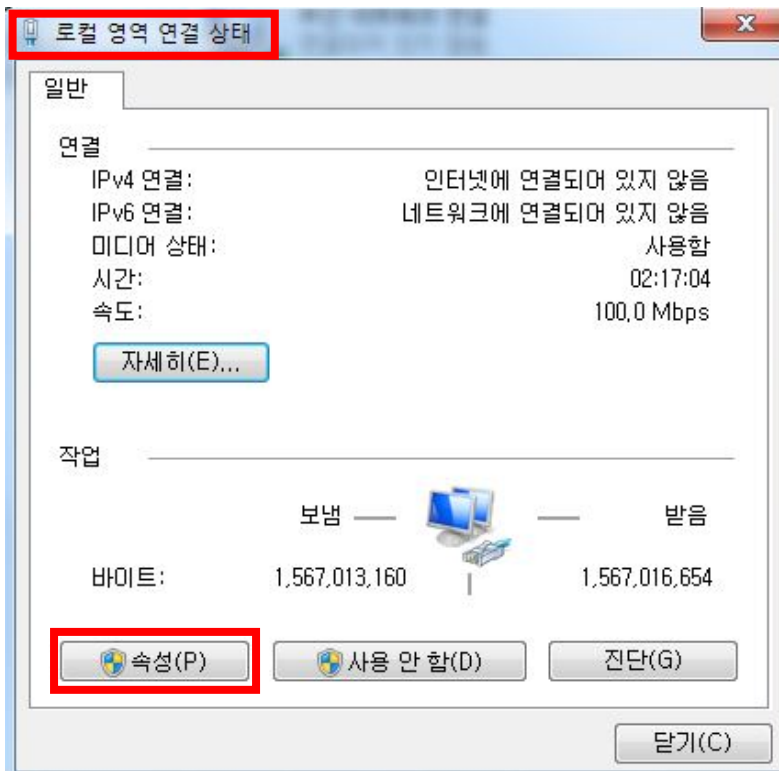 로컬 영역 연결 상태
일반
연결
IPv4 연결: 인터넷에 연결되어 있지 않음
IPv6 연결: 네트워크에 연결되어 있지 않음
미디어 상태: 사용함
시간: 02:17:04
속도: 100,0 Mbps
자세히(E)...
작업
보냄 받음
바이트: 1,567,013,160 1,567,016,654
속성(P) 사용 안 함(D) 진단(G)
닫기(C)